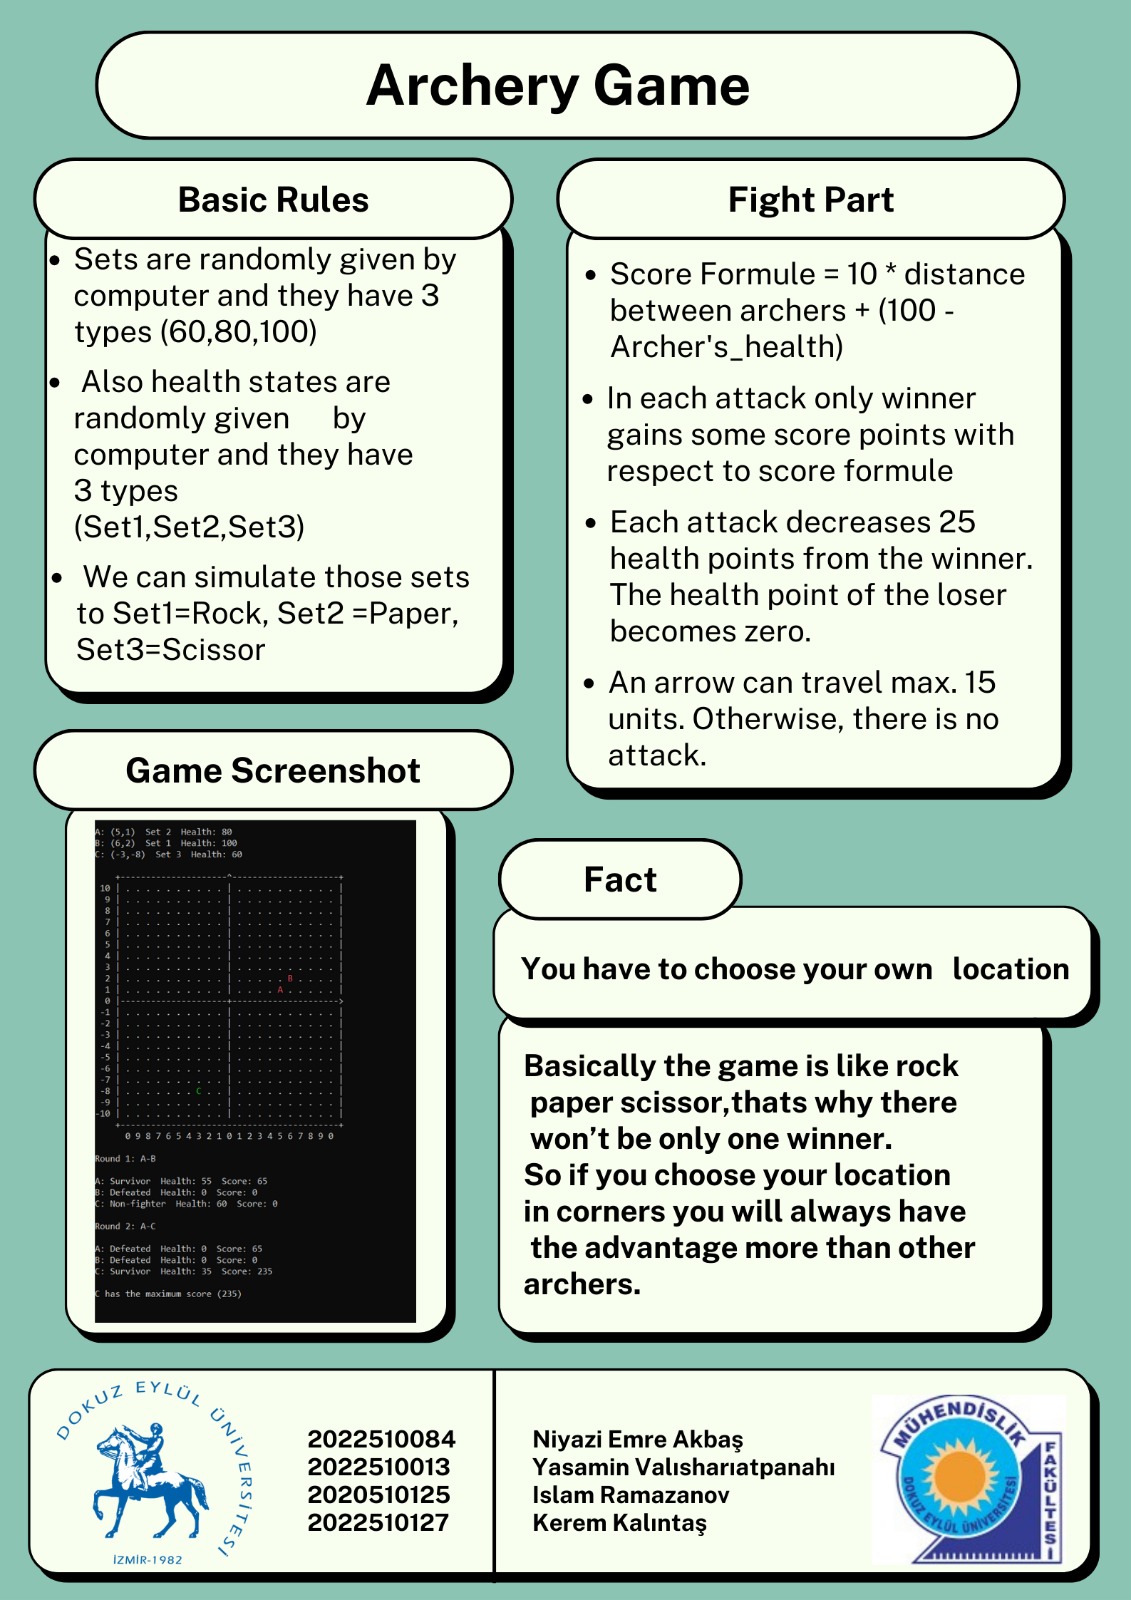 Archery Game
Basic Rules
• Sets are randomly given by
computer and they have 3
types (60,80,100)
• Also health states are
randomly given by
computer and they have
3 types
(Set1,Set2,Set3)
• We can simulate those sets
to Set1=Rock, Set2 =Paper,
Set3=Scissor
Fight Part
• Score Formule = 10 * distance
between archers + (100 -
Archer's_health)
• In each attack only winner
gains some score points with
respect to score formule
• Each attack decreases 25
health points from the winner.
The health point of the loser
becomes zero.
• An arrow can travel max. 15
units. Otherwise, there is no
attack.
Game Screenshot
A: (5,1) Set 2 Health: 80
B: (6,2) Set 1 Health: 100
C: (-3,-8) Set 3 Health: 60
10
9
8
7
6
5
4
3
2 B
1 A
0
-1
-2
-3
-4
-5
-6
-7
-8 C
-9
-10
0 9 8 7 6 5 4 3 2 1 0 1 2 3 4 5 6 7 8 9 0
Round 1: A-B
A: Survivor Health: 55 Score: 65
B: Defeated Health: 0 Score: 0
C: Non-fighter Health: 60 Score: 0
Round 2: A-C
A: Defeated Health: 0 Score: 65
B: Defeated Health: 0 Score: 0
C: Survivor Health: 35 Score: 235
C has the maximum score (235)
Fact
You have to choose your own location
Basically the game is like rock
paper scissor,thats why there
won’t be only one winner.
So if you choose your location
in corners you will always have
the advantage more than other
archers.
DOKUZ EYLÜL ÜNİVERSİTESİ
İZMİR-1982
2022510084
2022510013
2020510125
2022510127
Niyazi Emre Akbaş
Yasamin Valısharıatpanahı
Islam Ramazanov
Kerem Kalıntaş
MÜHENDİSLİK
FAKÜLTESİ
DOKUZ EYLÜL ÜNİVERSİTESİ